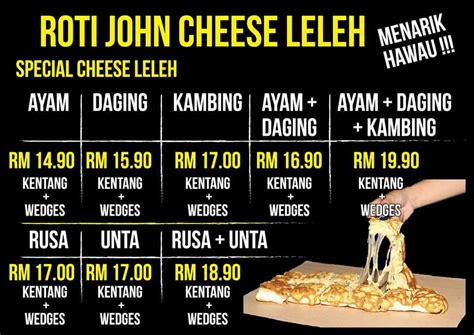 ROTI JOHN CHEESE LELEH
MENARIK
HAWAU !!!
SPECIAL CHEESE LELEH
AYAM
DAGING
KAMBING
AYAM +
DAGING
AYAM + DAGING
+ KAMBING
RM 14.90
KENTANG
+
WEDGES
RM 15.90
KENTANG
+
WEDGES
RM 17.00
KENTANG
+
WEDGES
RM 16.90
KENTANG
+
WEDGES
RM 19.90
KENTANG
+
WEDGES
RUSA
UNTA
RUSA + UNTA
RM 17.00
KENTANG
+
WEDGES
RM 17.00
KENTANG
+
WEDGES
RM 18.90
KENTANG
+
WEDGES